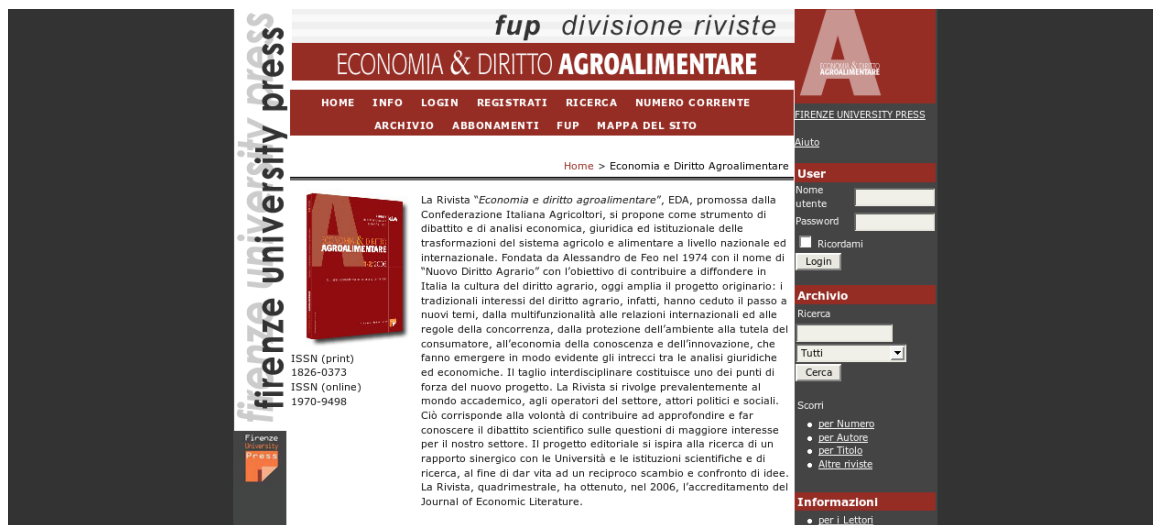 firenze university press
fup divisione riviste
ECONOMIA & DIRITTO AGROALIMENTARE
HOME INFO LOGIN REGISTRATI RICERCA NUMERO CORRENTE
ARCHIVIO ABBONAMENTI FUP MAPPA DEL SITO
Home > Economia e Diritto Agroalimentare
ECONOMIA & DIRITTO
AGROALIMENTARE
ISSN (print)
1826-0373
ISSN (online)
1970-9498
La Rivista “Economia e diritto agroalimentare”, EDA, promossa dalla
Confederazione Italiana Agricoltori, si propone come strumento di
dibattito e di analisi economica, giuridica ed istituzionale delle
trasformazioni del sistema agricolo e alimentare a livello nazionale ed
internazionale. Fondata da Alessandro de Feo nel 1974 con il nome di
“Nuovo Diritto Agrario” con l’obiettivo di contribuire a diffondere in
Italia la cultura del diritto agrario, oggi amplia il progetto originario: i
tradizionali interessi del diritto agrario, infatti, hanno ceduto il passo a
nuovi temi, dalla multifunzionalità alle relazioni internazionali ed alle
regole della concorrenza, dalla protezione dell’ambiente alla tutela del
consumatore, all’economia della conoscenza e dell’innovazione, che
fanno emergere in modo evidente gli intrecci tra le analisi giuridiche
ed economiche. Il taglio interdisciplinare costituisce uno dei punti di
forza del nuovo progetto. La Rivista si rivolge prevalentemente al
mondo accademico, agli operatori del settore, attori politici e sociali.
Ciò corrisponde alla volontà di contribuire ad approfondire e far
conoscere il dibattito scientifico sulle questioni di maggiore interesse
per il nostro settore. Il progetto editoriale si ispira alla ricerca di un
rapporto sinergico con le Università e le istituzioni scientifiche e di
ricerca, al fine di dar vita ad un reciproco scambio e confronto di idee.
La Rivista, quadrimestrale, ha ottenuto, nel 2006, l’accreditamento del
Journal of Economic Literature.
Firenze
University
Press
ECONOMIA & DIRITTO
AGROALIMENTARE
FIRENZE UNIVERSITY PRESS
Aiuto
User
Nome
utente
Password
Ricordami
Login
Archivio
Ricerca
Tutti
Cerca
Scorri
per Numero
per Autore
per Titolo
Altre riviste
Informazioni
per i Lettori